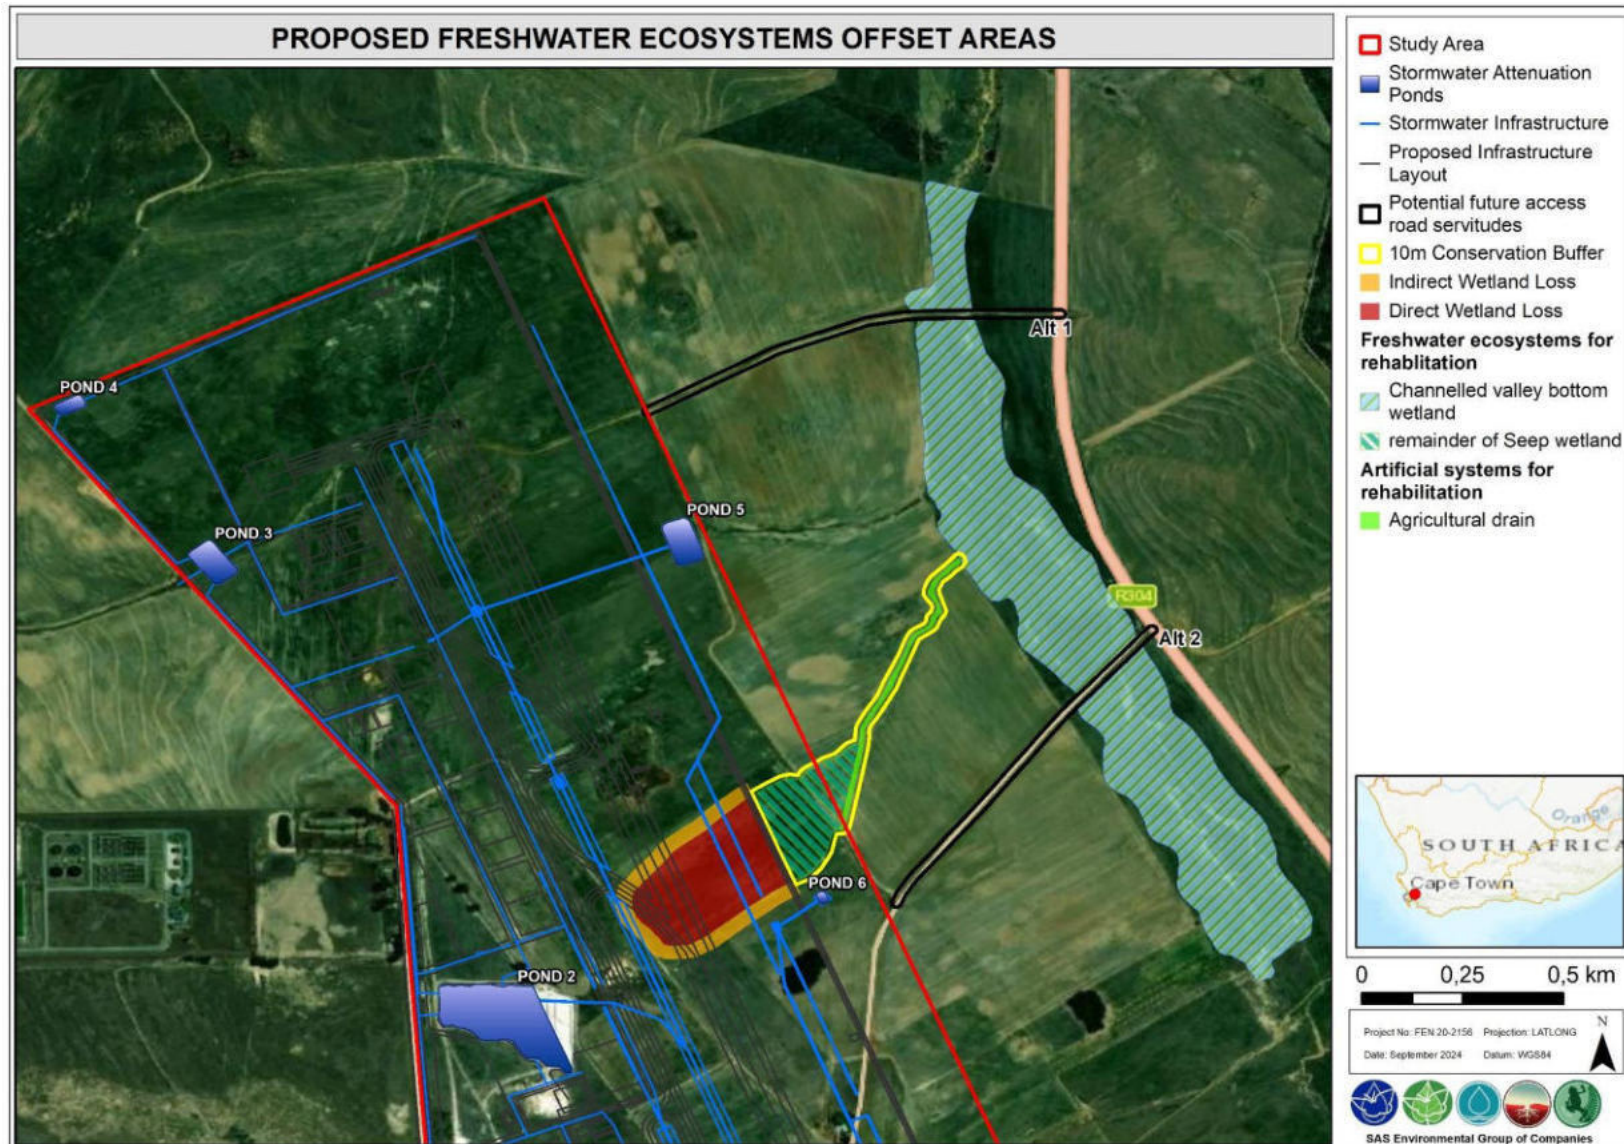 PROPOSED FRESHWATER ECOSYSTEMS OFFSET AREAS
POND 4
POND 3
POND 5
POND 2
POND 6
Alt 1
R304
Alt 2
Study Area
Stormwater Attenuation
Ponds
Stormwater Infrastructure
Proposed Infrastructure
Layout
Potential future access
road servitudes
10m Conservation Buffer
Indirect Wetland Loss
Direct Wetland Loss
Freshwater ecosystems for
rehablitation
Channelled valley bottom
wetland
remainder of Seep wetland
Artificial systems for
rehabilitation
Agricultural drain
Orange
SOUTH AFRICA
Cape Town
0 0,25 0,5 km
Project No: FEN 20-2156 Projection: LATLONG
Date: September 2024 Datum: WGS84
N
SAS Environmental Group of Companies